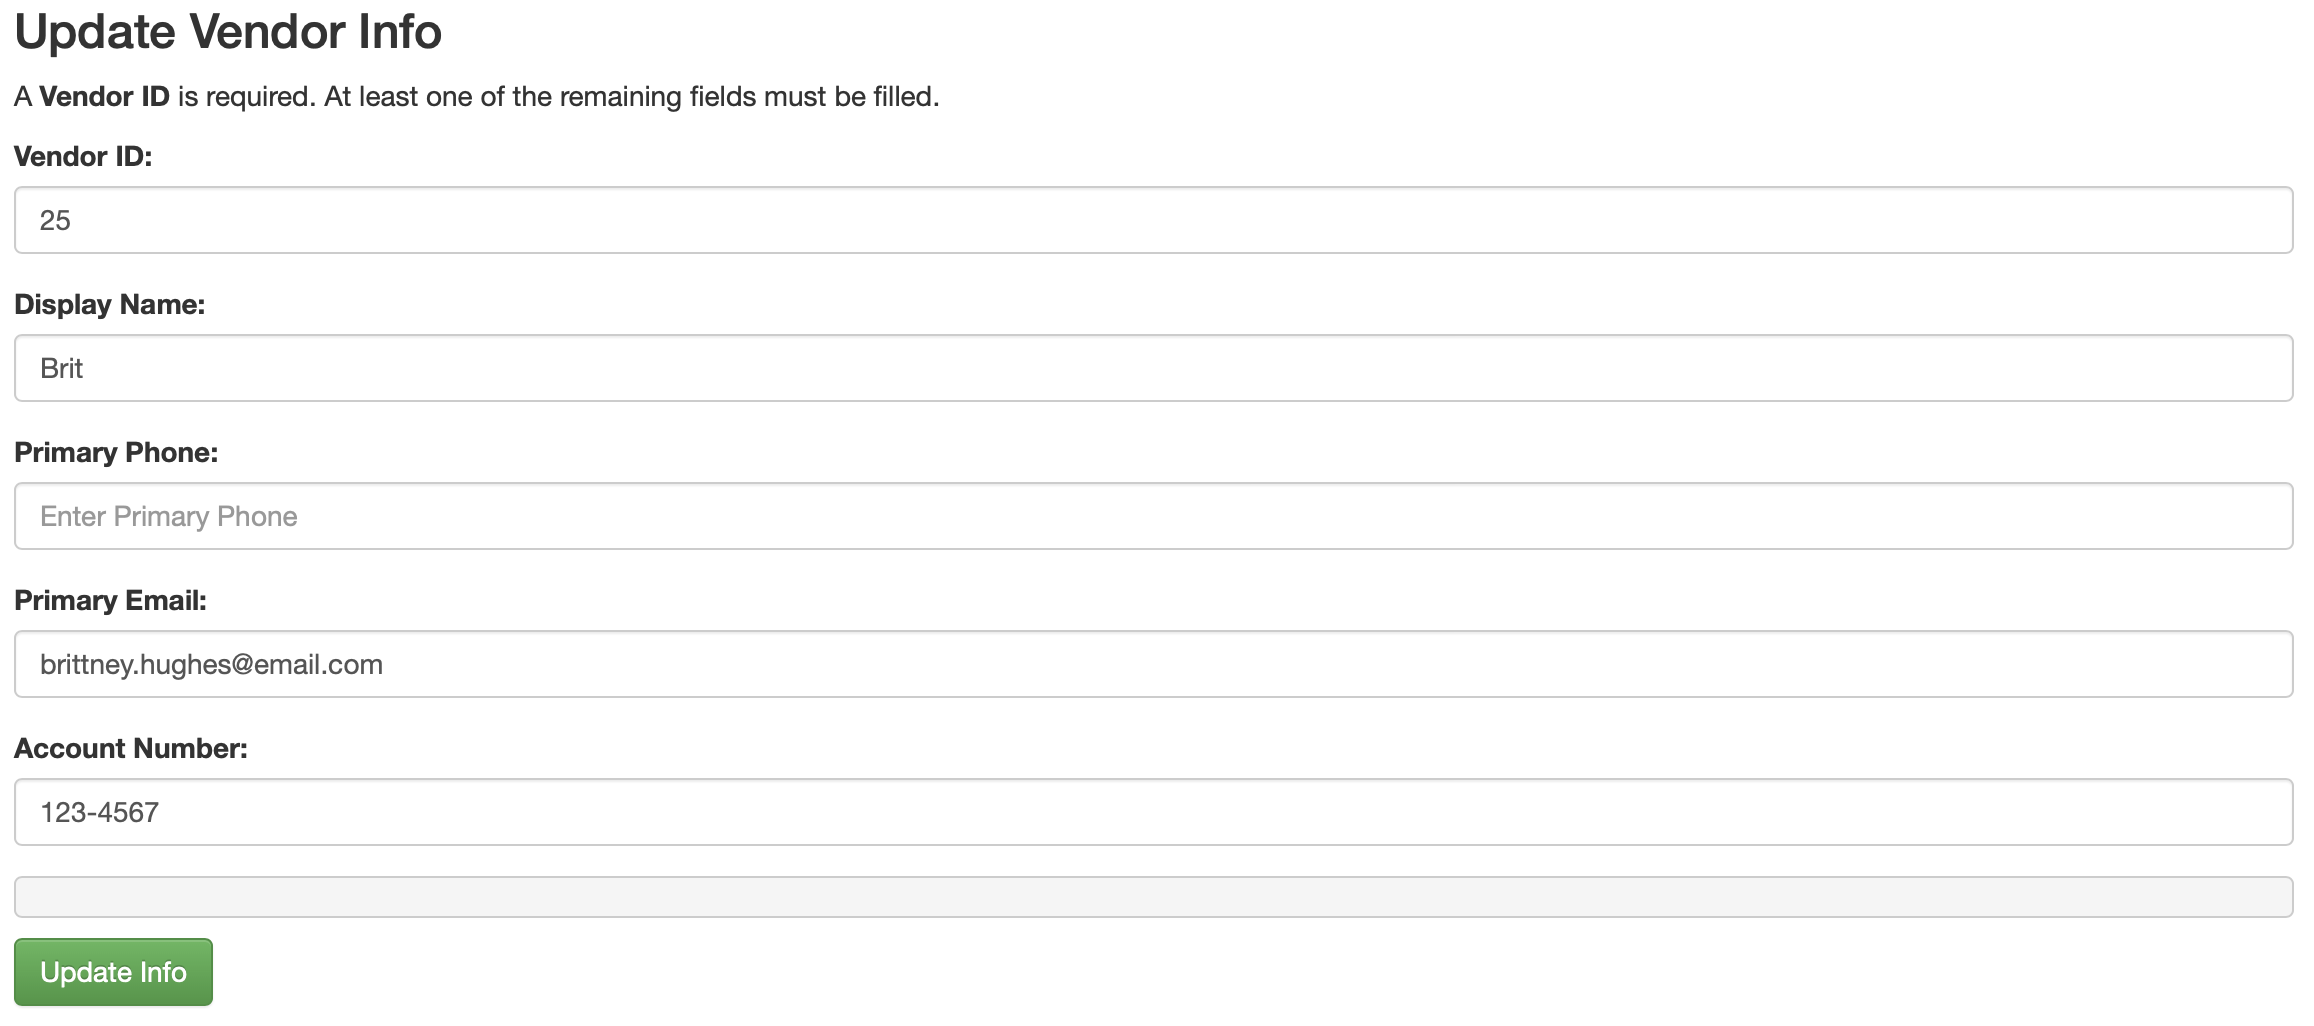 Update Vendor Info
A Vendor ID is required. At least one of the remaining fields must be filled.
Vendor ID:
25
Display Name:
Brit
Primary Phone:
Enter Primary Phone
Primary Email:
brittney.hughes@email.com
Account Number:
123-4567
Update Info